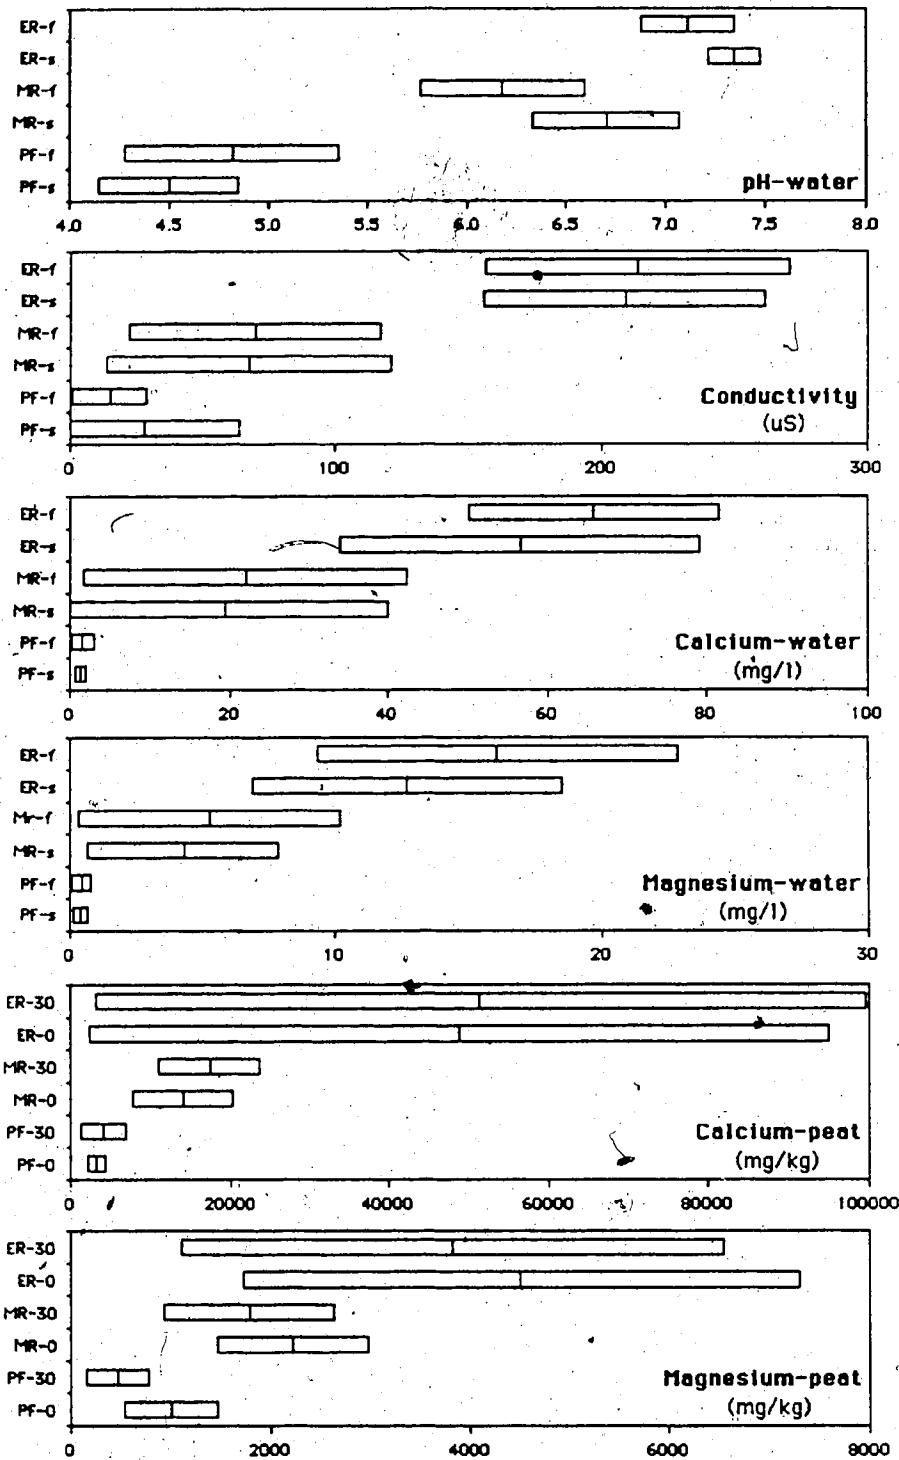 ER-f
ER-s
MR-f
MR-s
PF-f
PF-s
pH-water
4.0 4.5 5.0 5.5 6.0 6.5 7.0 7.5 8.0
ER-f
ER-s
MR-f
MR-s
PF-f
PF-s
Conductivity
(uS)
0 100 200 300
ER-f
ER-s
MR-f
MR-s
PF-f
PF-s
Calcium-water
(mg/l)
0 20 40 60 80 100
ER-f
ER-s
Mr-f
MR-s
PF-f
PF-s
Magnesium-water
(mg/l)
0 10 20 30
ER-30
ER-0
MR-30
MR-0
PF-30
PF-0
Calcium-peat
(mg/kg)
0 20000 40000 60000 80000 100000
ER-30
ER-0
MR-30
MR-0
PF-30
PF-0
Magnesium-peat
(mg/kg)
0 2000 4000 6000 8000